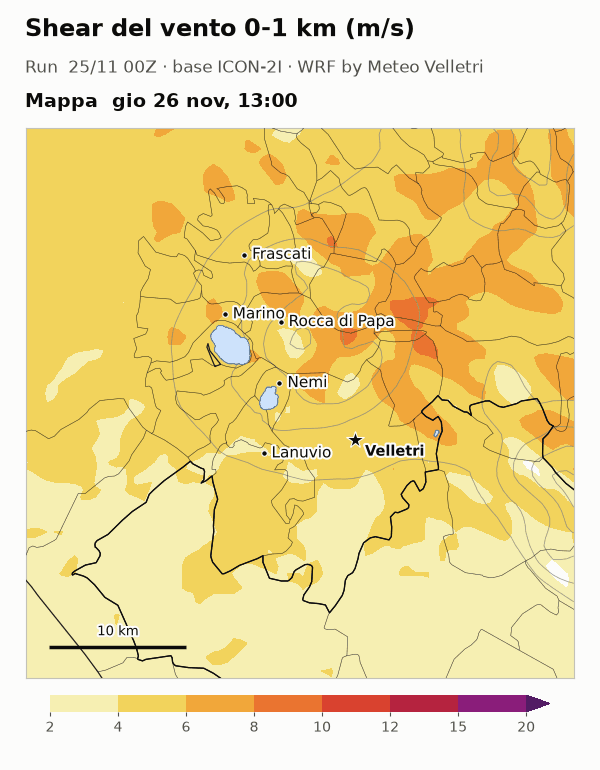 Shear del vento 0-1 km (m/s)
Run 25/11 00Z · base ICON-2I · WRF by Meteo Velletri
Mappa gio 26 nov, 13:00
Frascati
Marino
Rocca di Papa
Nemi
Velletri
Lanuvio
10 km
2 4 6 8 10 12 15 20